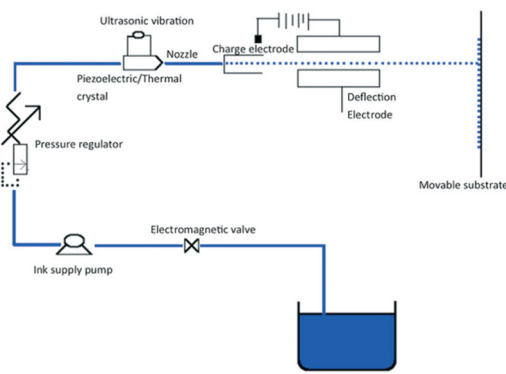 Ultrasonic vibration
Nozzle
Charge electrode
Piezoelectric/Thermal
crystal
Deflection
Electrode
Pressure regulator
Movable substrate
Electromagnetic valve
Ink supply pump